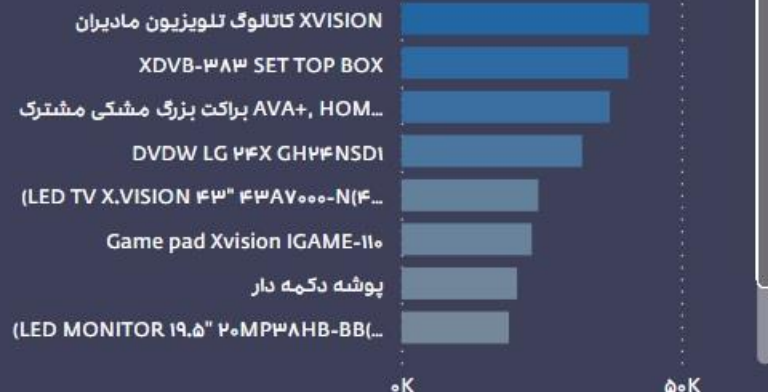 کاتالوگ تلویزیون مادیران XVISION
XDVB-۳۸۳ SET TOP BOX
براکت بزرگ مشکی مشترک AVA+, HOM...
DVDW LG ۲۴X GH۲۴NSD۱
(LED TV X.VISION ۴۳" ۴۳A۷۰۰۰-N(۴...
Game pad Xvision IGAME-۱۱۰
پوشه دکمه دار
(LED MONITOR ۱۹.۵" ۲۰MP۳۸HB-BB(...
۰K ۵۰K